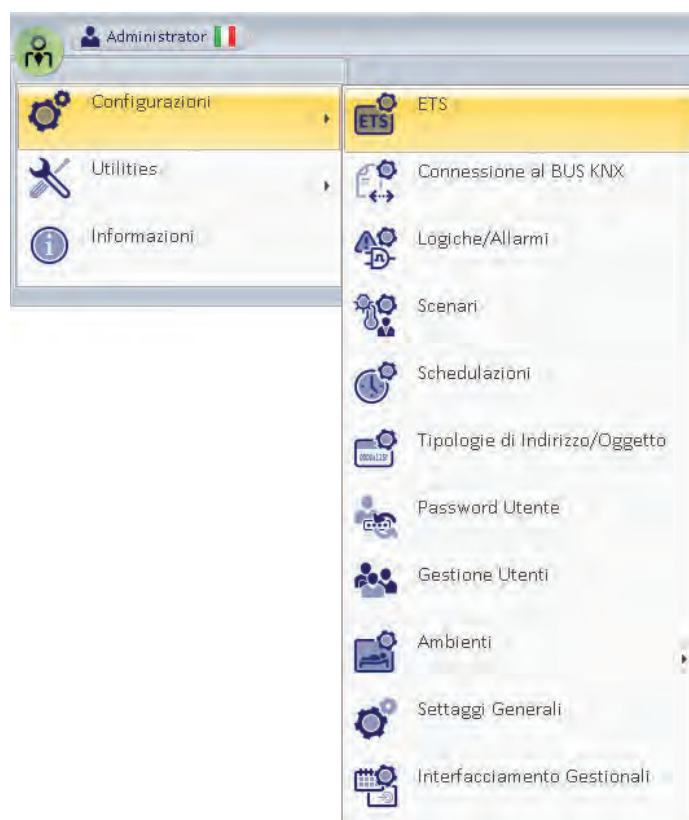 Administrator
Configurazioni
Utilities
Informazioni
ETS
ETS
Connessione al BUS KNX
Logiche/Allarmi
Scenari
Schedulazioni
Tipologie di Indirizzo/Oggetto
Password Utente
Gestione Utenti
Ambienti
Settaggi Generali
Interfacciamento Gestionali